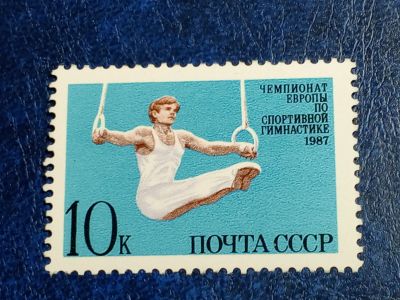 ЧЕМПИОНАТ
ЕВРОПЫ
ПО
СПОРТИВНОЙ
ГИМНАСТИКЕ
1987
10к
ПОЧТА СССР